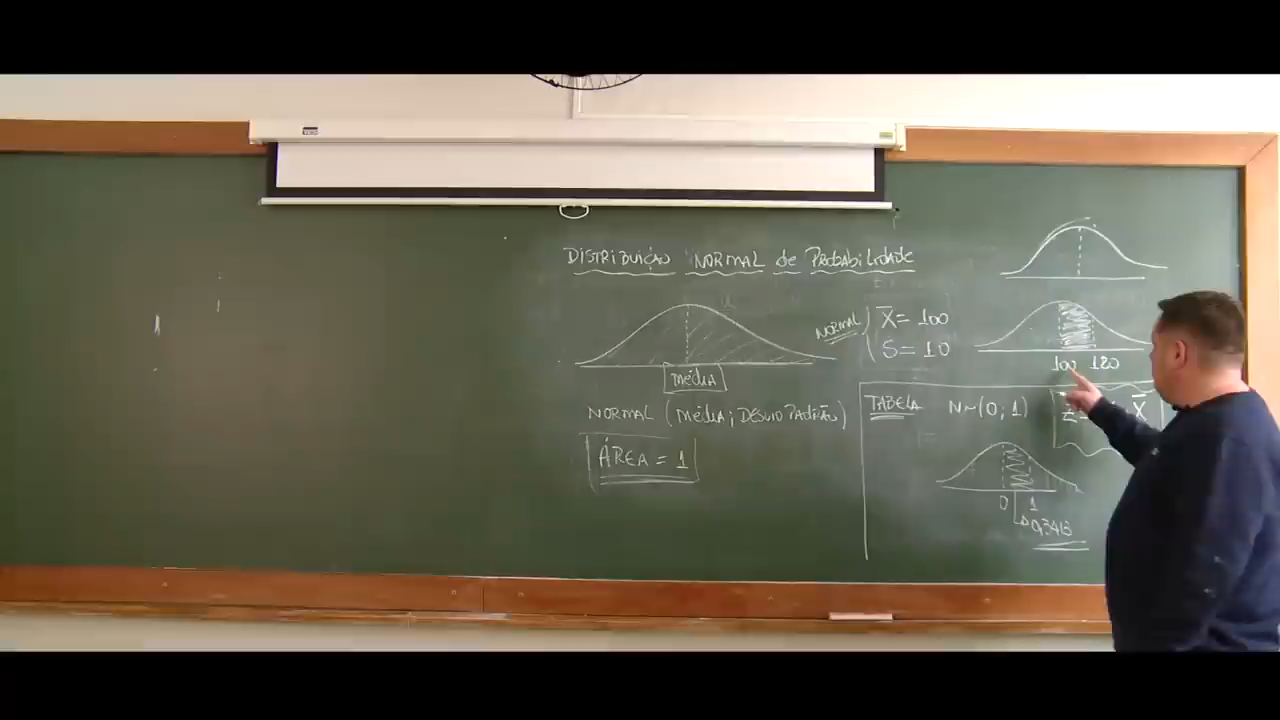 DISTRIBUIÇÃO NORMAL de PRObabiLIDADE
MÉDIA
NORMAL (MÉDIA; DESVIO PADRÃO)
ÁREA = 1
NORMAL
X̅ = 100
S = 10
100 120
TABELA N~(0; 1)
Z X̅
0 1
0,3413